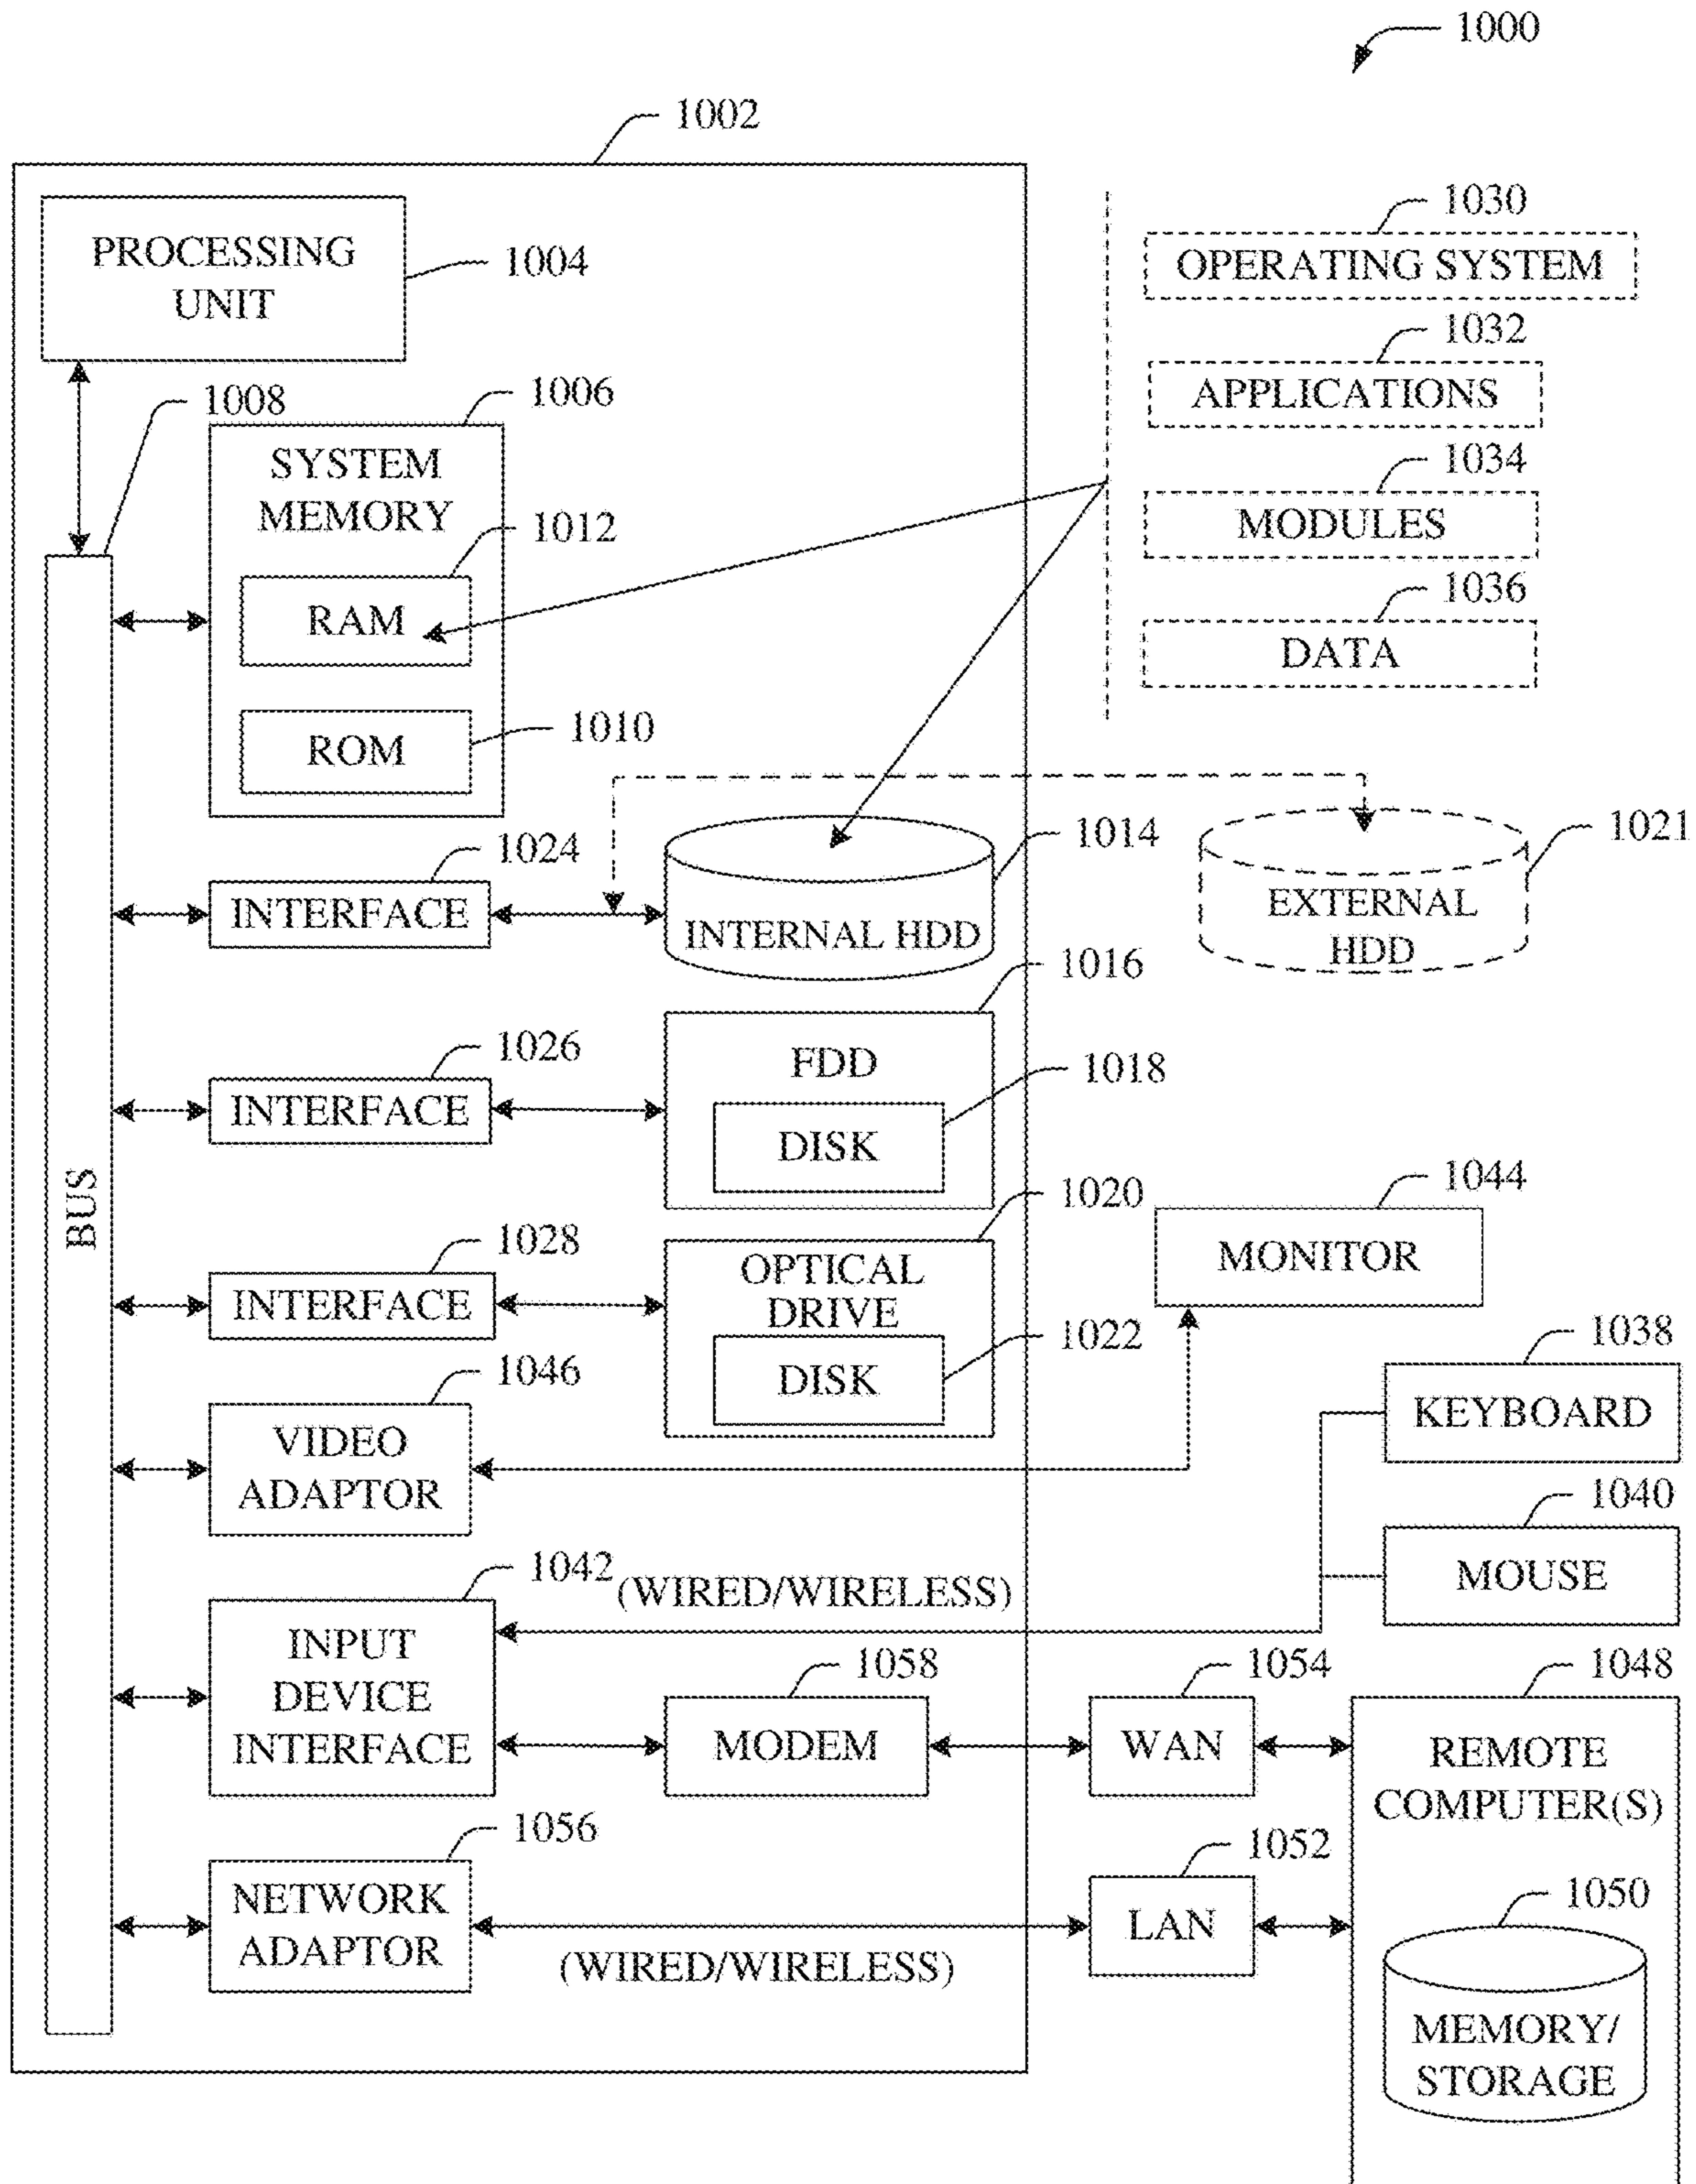 1000
1002
PROCESSING
UNIT
1004
1030
OPERATING SYSTEM
1032
APPLICATIONS
1034
MODULES
1036
DATA
1008
1006
SYSTEM
MEMORY
1012
RAM
1010
ROM
1024
INTERFACE
1014
INTERNAL HDD
1021
EXTERNAL
HDD
1026
INTERFACE
1016
FDD
1018
DISK
BUS
1028
INTERFACE
1020
OPTICAL
DRIVE
1022
DISK
1044
MONITOR
1046
VIDEO
ADAPTOR
1038
KEYBOARD
1040
MOUSE
1042
(WIRED/WIRELESS)
INPUT
DEVICE
INTERFACE
1058
MODEM
1054
WAN
1048
REMOTE
COMPUTER(S)
1056
NETWORK
ADAPTOR
(WIRED/WIRELESS)
1052
LAN
1050
MEMORY/
STORAGE